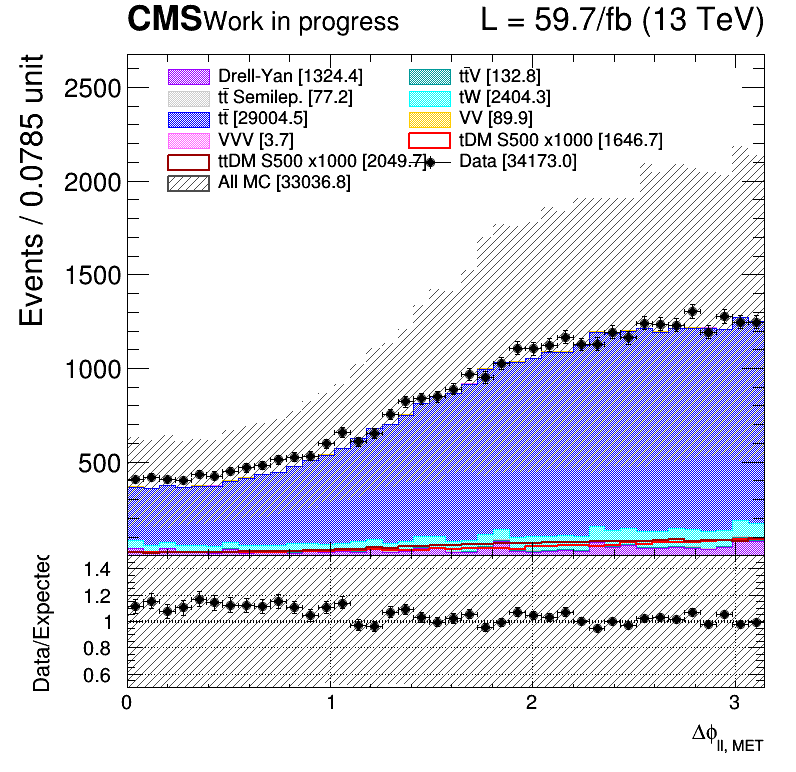 CMS Work in progress L = 59.7/fb (13 TeV)
Events / 0.0785 unit
2500
2000
1500
1000
500
Drell-Yan [1324.4]
tt̄V [132.8]
tt̄ Semilep. [77.2]
tW [2404.3]
tt̄ [29004.5]
VV [89.9]
VVV [3.7]
tDM S500 x1000 [1646.7]
ttDM S500 x1000 [2049.7]
Data [34173.0]
All MC [33036.8]
Data/Expected
1.4
1.2
1
0.8
0.6
0 1 2 3
Δϕll, MET